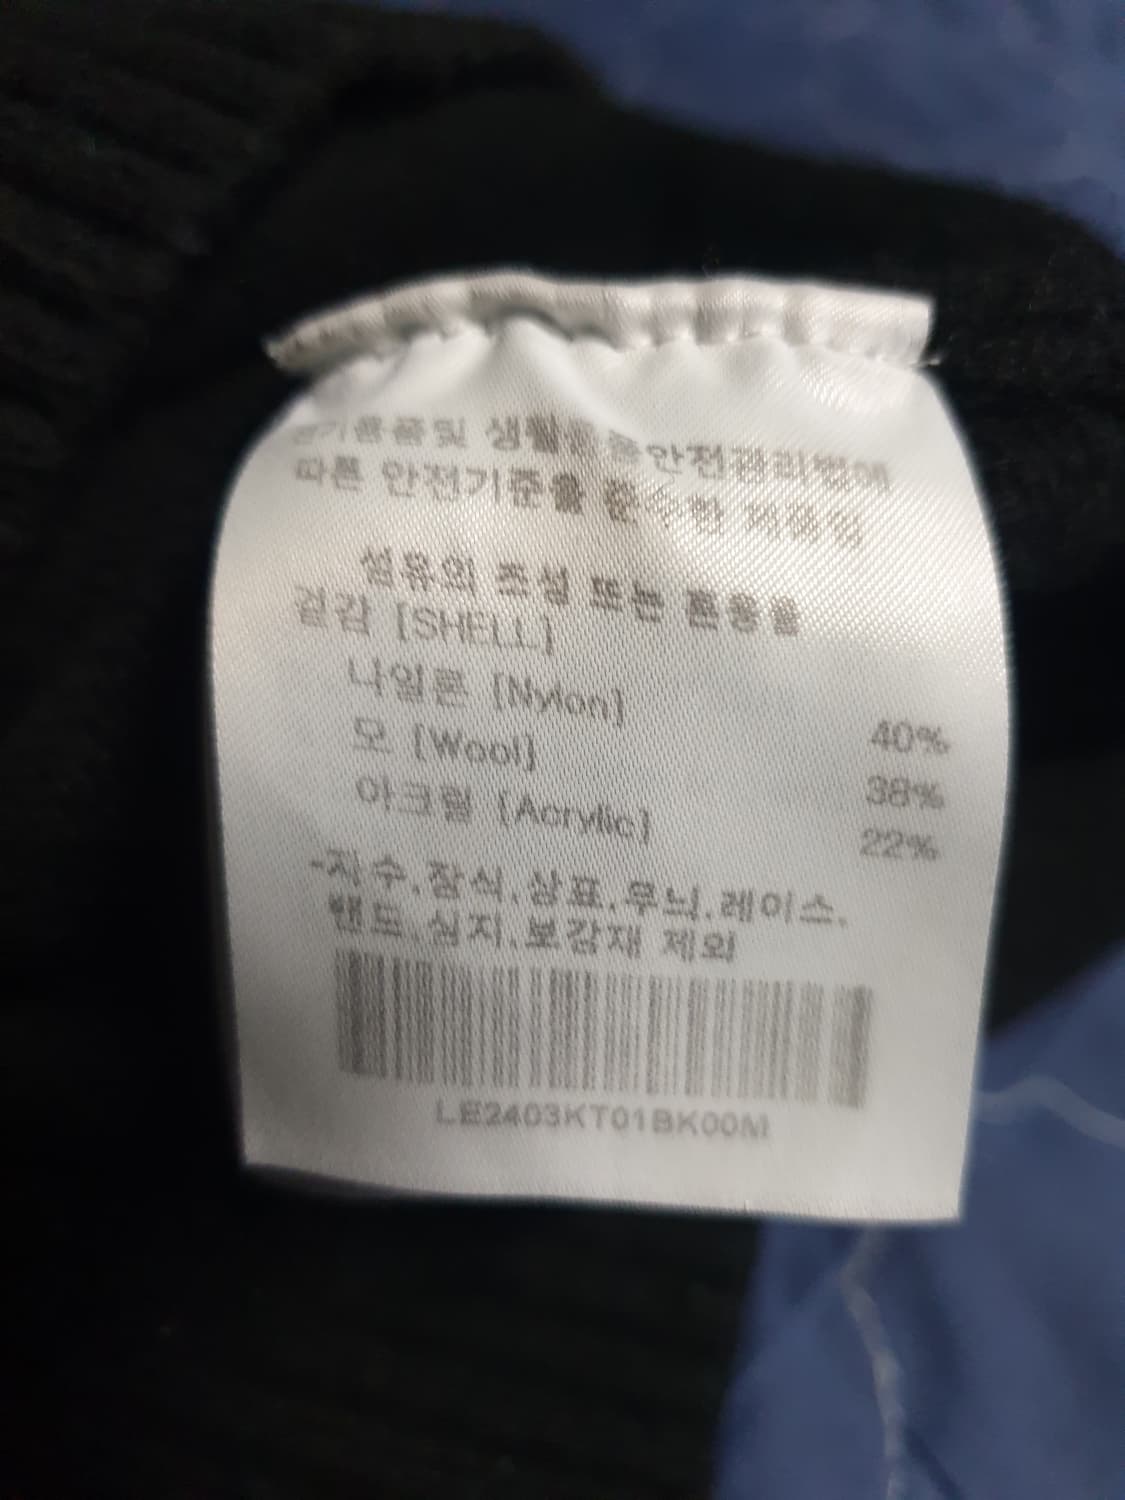 전기용품및 생활용품안전관리법에
따른 안전기준을 준수한 제품임
섬유의 조성 또는 혼용율
겉감 [SHELL]
나일론 [Nylon] 40%
모 [Wool] 38%
아크릴 [Acrylic] 22%
-자수,장식,상표,무늬,레이스,
밴드,심지,보강재 제외
LE2403KT01BK00M